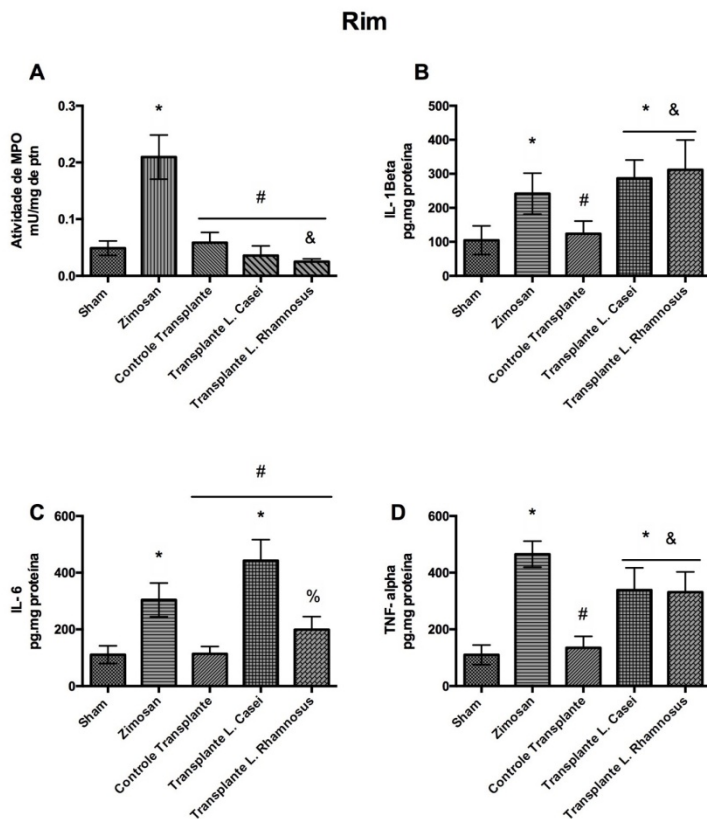 Rim
A
Atividade de MPO
mU/mg de ptn
0.3
0.2
0.1
0.0
*
#
&
Sham
Zimosan
Controle Transplante
Transplante L. Casei
Transplante L. Rhamnosus
B
IL- 1Beta
pg.mg proteína
500
400
300
200
100
0
*
#
* &
Sham
Zimosan
Controle Transplante
Transplante L. Casei
Transplante L. Rhamnosus
C
IL- 6
pg.mg proteína
600
400
200
0
#
*
*
%
Sham
Zimosan
Controle Transplante
Transplante L. Casei
Transplante L. Rhamnosus
D
TNF- alpha
pg.mg proteína
600
400
200
0
*
#
* &
Sham
Zimosan
Controle Transplante
Transplante L. Casei
Transplante L. Rhamnosus